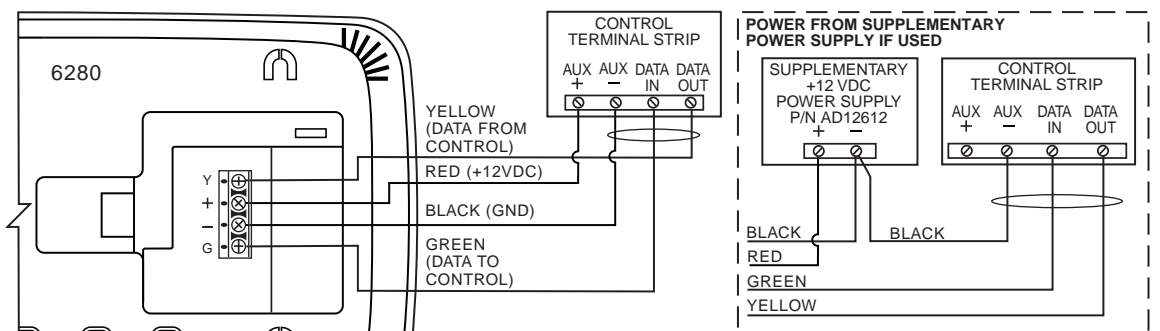 6280
Y
+
–
G
YELLOW
(DATA FROM
CONTROL)
RED (+12VDC)
BLACK (GND)
GREEN
(DATA TO
CONTROL)
CONTROL
TERMINAL STRIP
AUX AUX DATA DATA
+ – IN OUT
POWER FROM SUPPLEMENTARY
POWER SUPPLY IF USED
SUPPLEMENTARY
+12 VDC
POWER SUPPLY
P/N AD12612
+ –
CONTROL
TERMINAL STRIP
AUX AUX DATA DATA
+ – IN OUT
BLACK BLACK
RED
GREEN
YELLOW